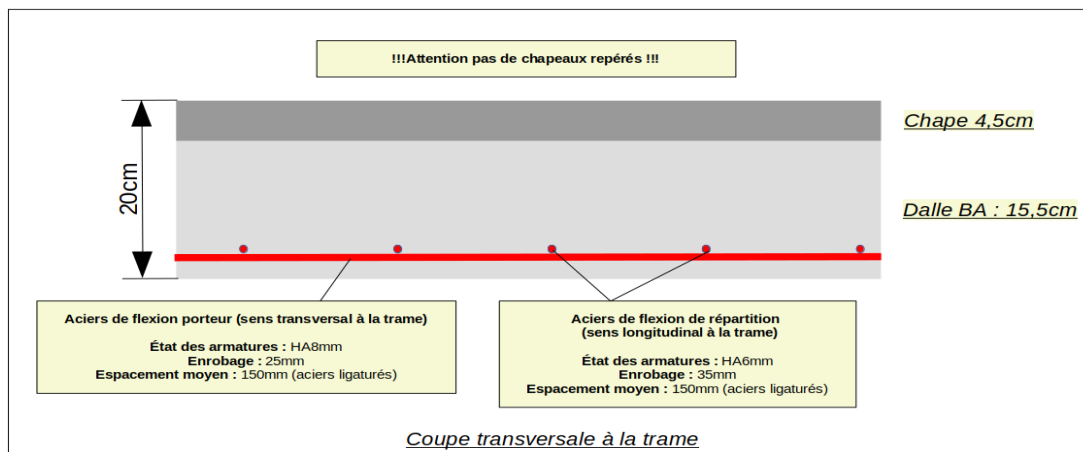 !!!Attention pas de chapeaux repérés !!!
Chape 4,5cm
20cm
Dalle BA : 15,5cm
Aciers de flexion porteur (sens transversal à la trame)
État des armatures : HA8mm
Enrobage : 25mm
Espacement moyen : 150mm (aciers ligaturés)
Aciers de flexion de répartition
(sens longitudinal à la trame)
État des armatures : HA6mm
Enrobage : 35mm
Espacement moyen : 150mm (aciers ligaturés)
Coupe transversale à la trame